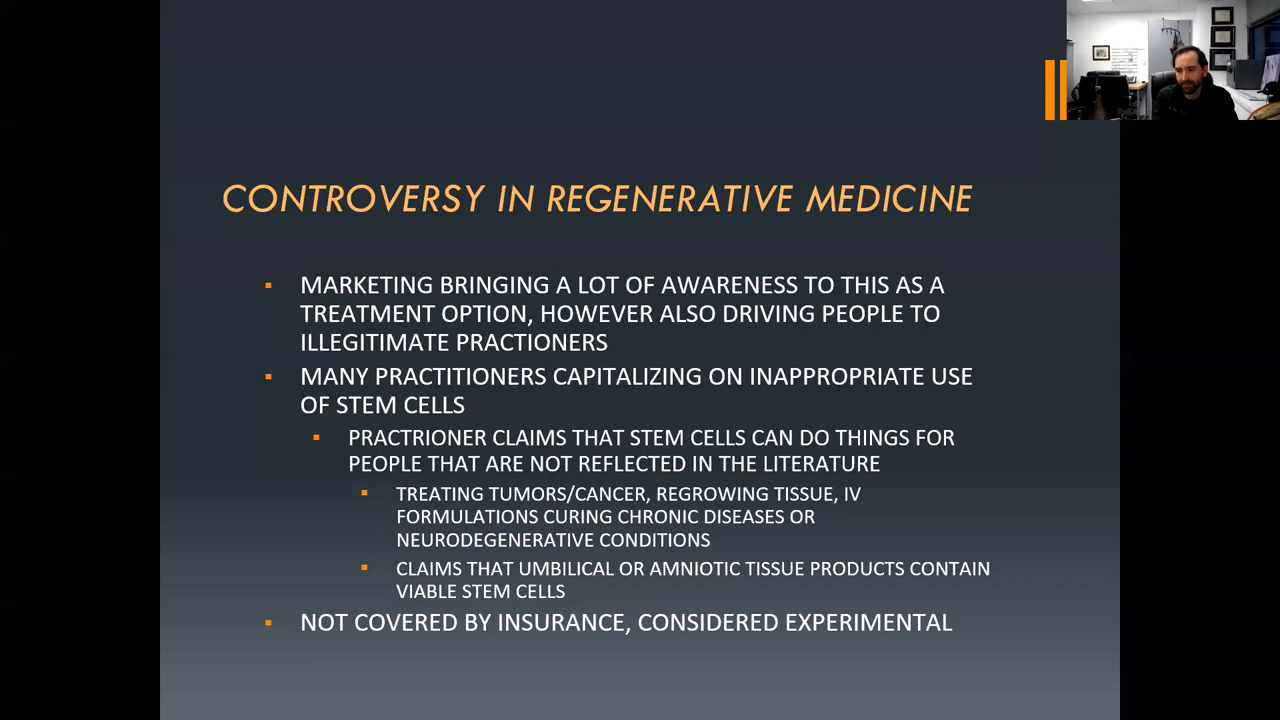 CONTROVERSY IN REGENERATIVE MEDICINE
MARKETING BRINGING A LOT OF AWARENESS TO THIS AS A
TREATMENT OPTION, HOWEVER ALSO DRIVING PEOPLE TO
ILLEGITIMATE PRACTIONERS
MANY PRACTITIONERS CAPITALIZING ON INAPPROPRIATE USE
OF STEM CELLS
PRACTRIONER CLAIMS THAT STEM CELLS CAN DO THINGS FOR
PEOPLE THAT ARE NOT REFLECTED IN THE LITERATURE
TREATING TUMORS/CANCER, REGROWING TISSUE, IV
FORMULATIONS CURING CHRONIC DISEASES OR
NEURODEGENERATIVE CONDITIONS
CLAIMS THAT UMBILICAL OR AMNIOTIC TISSUE PRODUCTS CONTAIN
VIABLE STEM CELLS
NOT COVERED BY INSURANCE, CONSIDERED EXPERIMENTAL